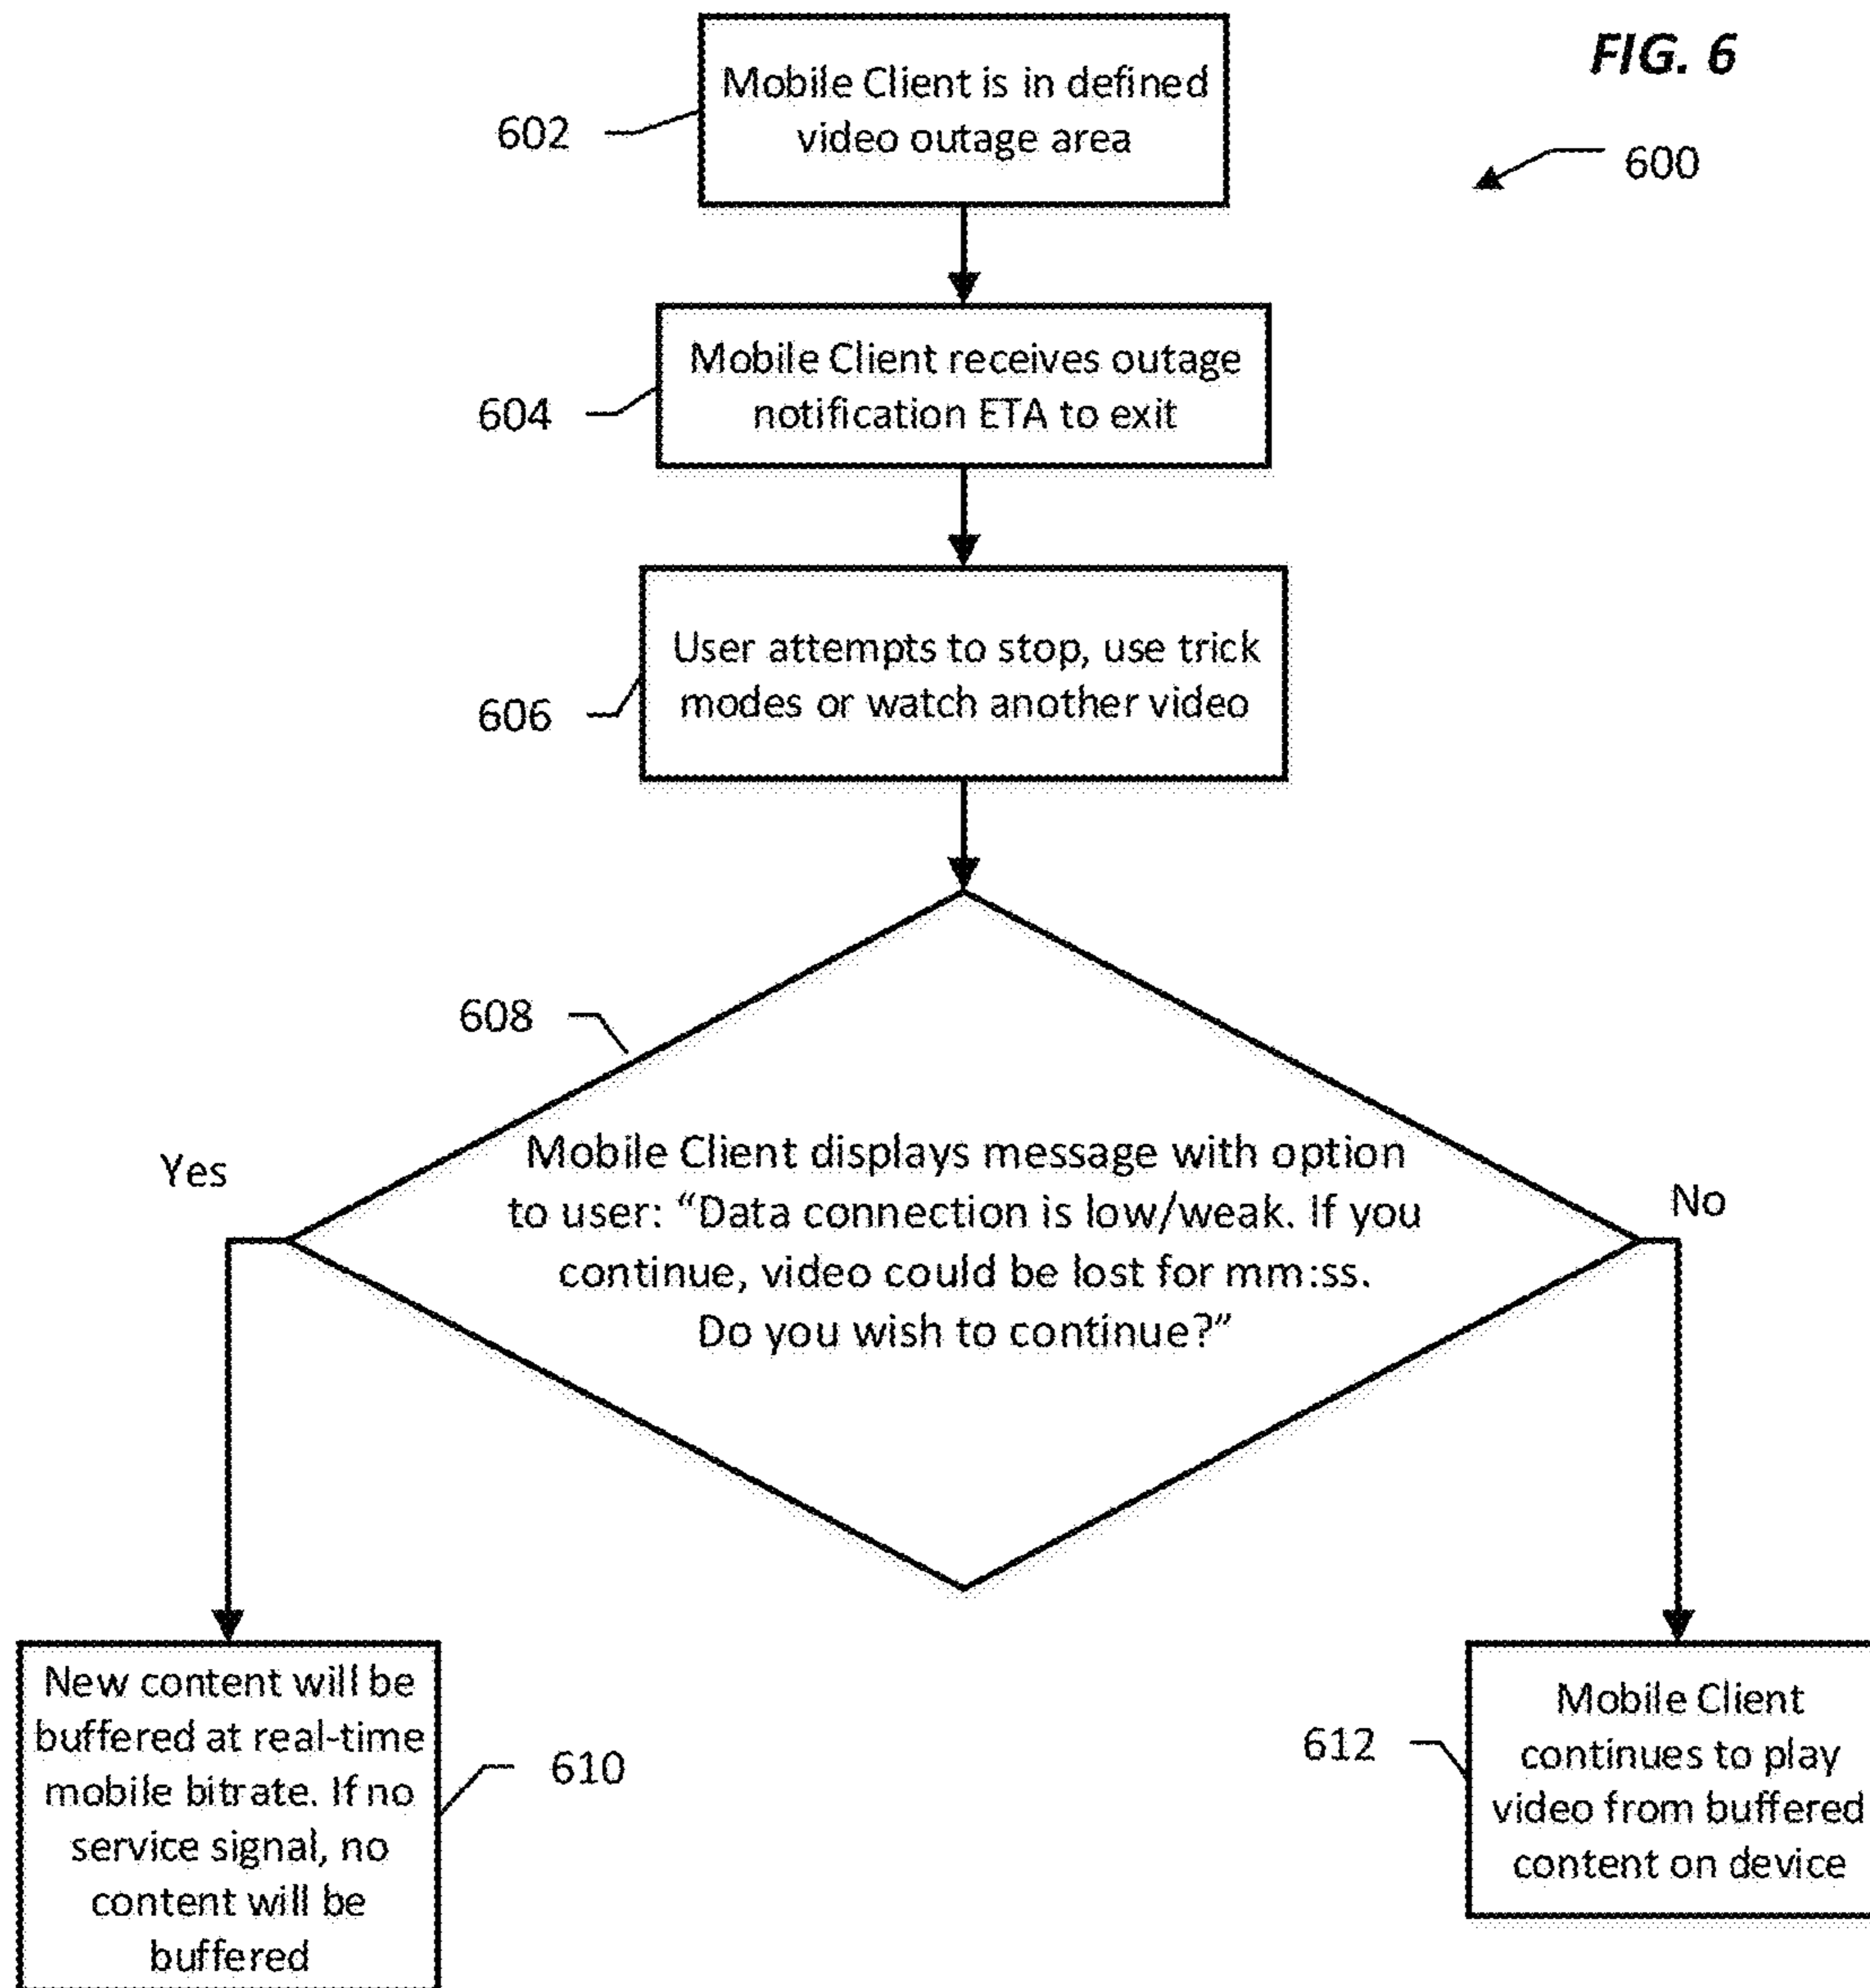 FIG. 6
600
602
Mobile Client is in defined
video outage area
604
Mobile Client receives outage
notification ETA to exit
606
User attempts to stop, use trick
modes or watch another video
608
Mobile Client displays message with option
to user: “Data connection is low/weak. If you
continue, video could be lost for mm:ss.
Do you wish to continue?”
Yes
No
New content will be
buffered at real-time
mobile bitrate. If no
service signal, no
content will be
buffered
610
612
Mobile Client
continues to play
video from buffered
content on device